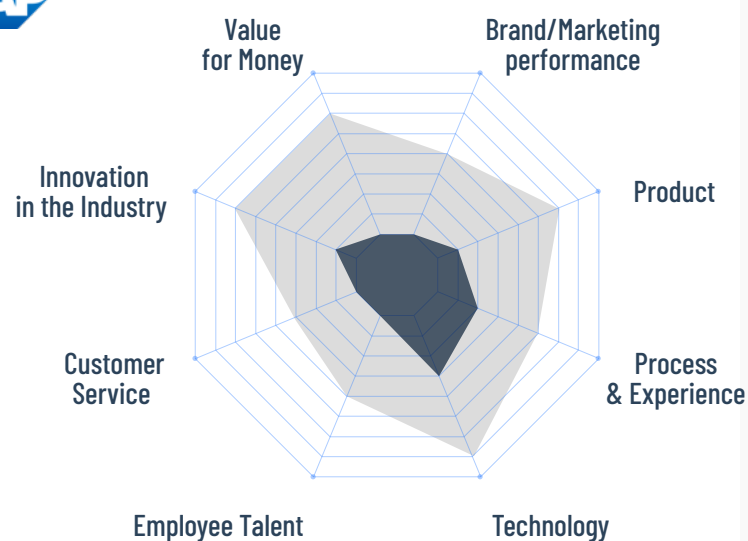 Value
for Money
Brand/Marketing
performance
Innovation
in the Industry
Product
Customer
Service
Process
& Experience
Employee Talent
Technology